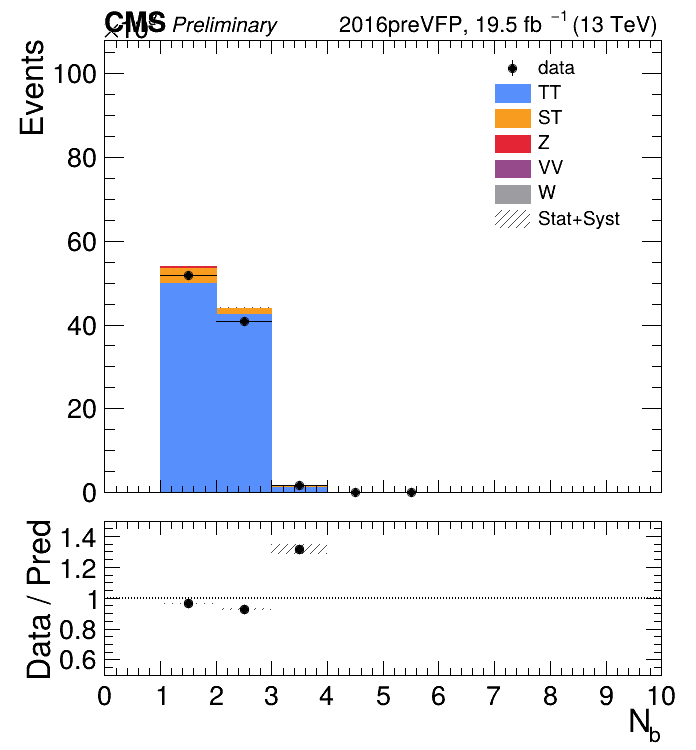 CMS Preliminary 2016preVFP, 19.5 fb⁻¹ (13 TeV)
Events
100
80
60
40
20
0
data
TT
ST
Z
VV
W
Stat+Syst
Data / Pred
1.4
1.2
1
0.8
0.6
0 1 2 3 4 5 6 7 8 9 10
N_b